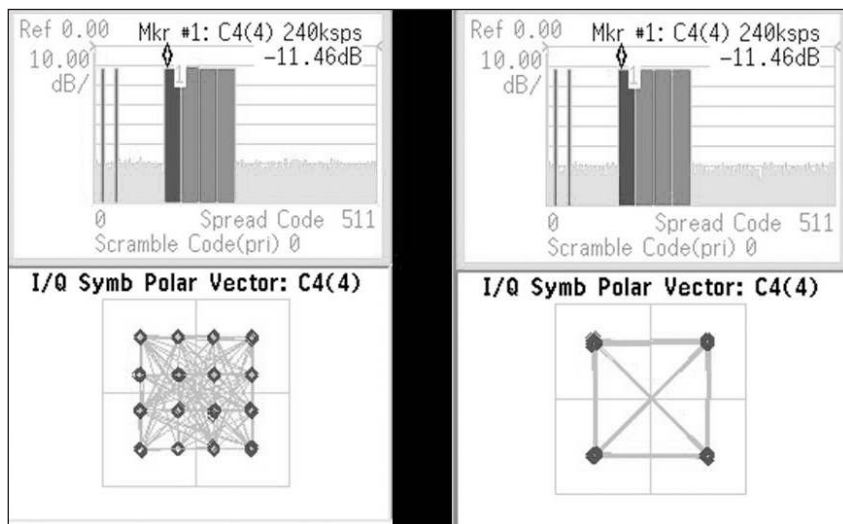 Ref 0.00 Mkr #1: C4(4) 240ksps
10.00 -11.46dB
dB/ 1
0 Spread Code 511
Scramble Code(pri) 0
I/Q Symb Polar Vector: C4(4)
Ref 0.00 Mkr #1: C4(4) 240ksps
10.00 -11.46dB
dB/ 1
0 Spread Code 511
Scramble Code(pri) 0
I/Q Symb Polar Vector: C4(4)